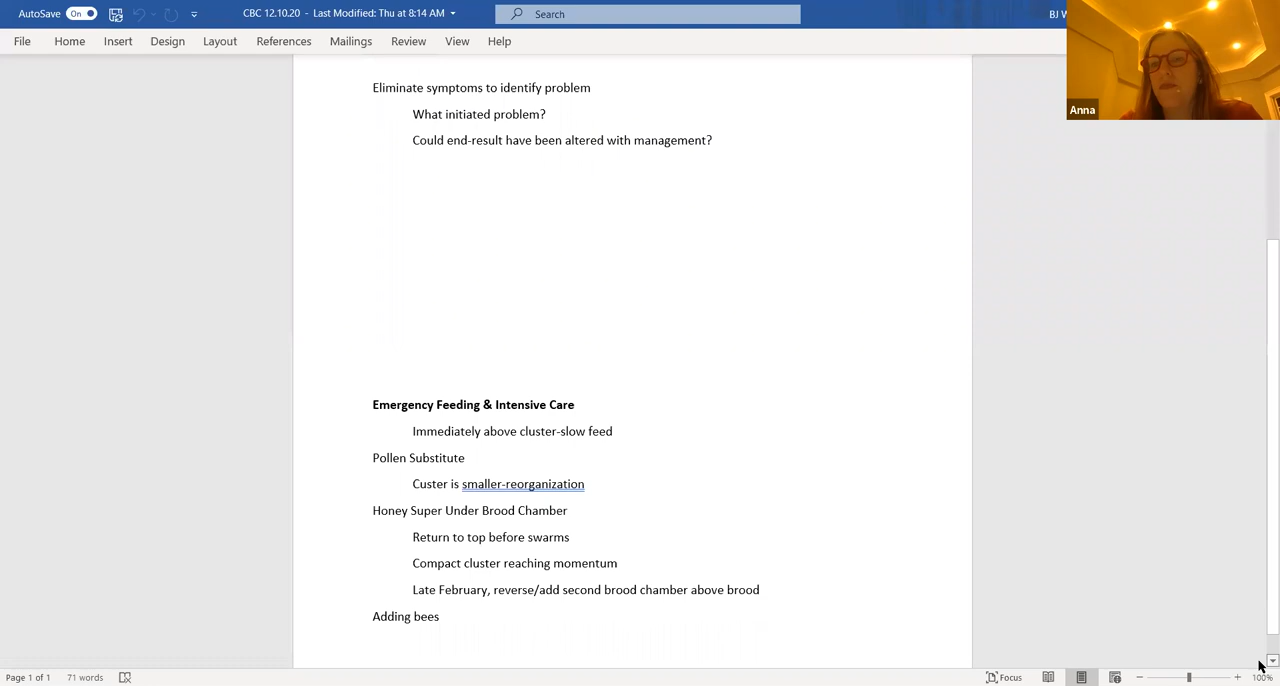 AutoSave On CBC 12.10.20 - Last Modified: Thu at 8:14 AM Search BJ W
File Home Insert Design Layout References Mailings Review View Help
Anna
Eliminate symptoms to identify problem
What initiated problem?
Could end-result have been altered with management?
Emergency Feeding & Intensive Care
Immediately above cluster-slow feed
Pollen Substitute
Custer is smaller-reorganization
Honey Super Under Brood Chamber
Return to top before swarms
Compact cluster reaching momentum
Late February, reverse/add second brood chamber above brood
Adding bees
Page 1 of 1 71 words Focus 100%